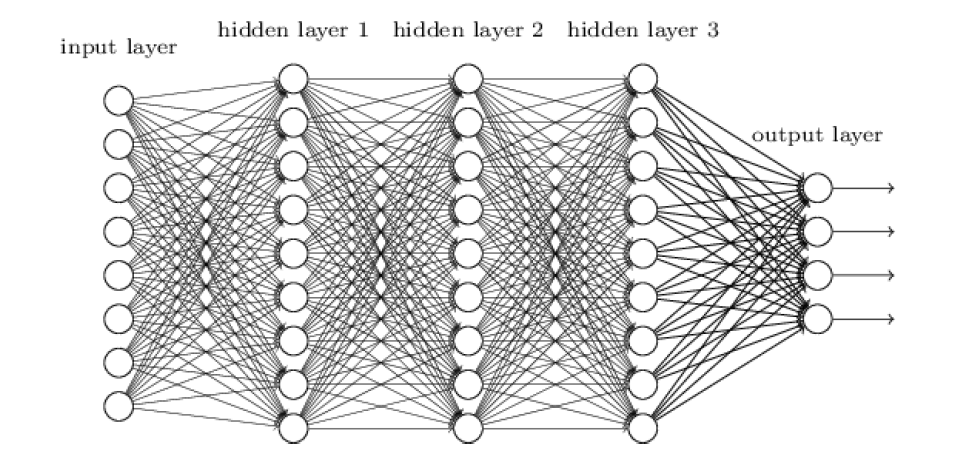 input layer
hidden layer 1
hidden layer 2
hidden layer 3
output layer